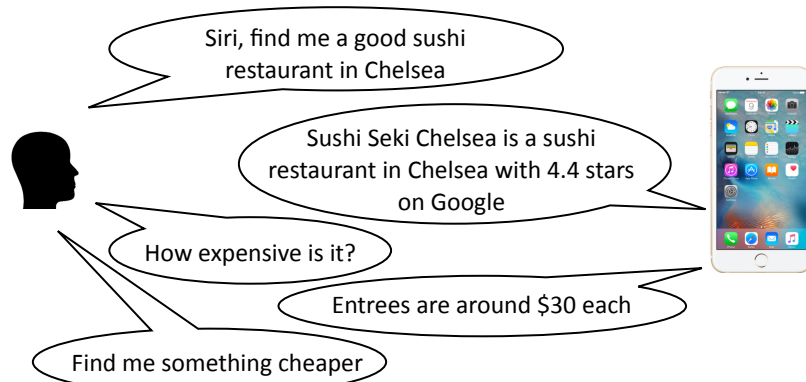 Siri, find me a good sushi
restaurant in Chelsea
Sushi Seki Chelsea is a sushi
restaurant in Chelsea with 4.4 stars
on Google
How expensive is it?
Entrees are around $30 each
Find me something cheaper